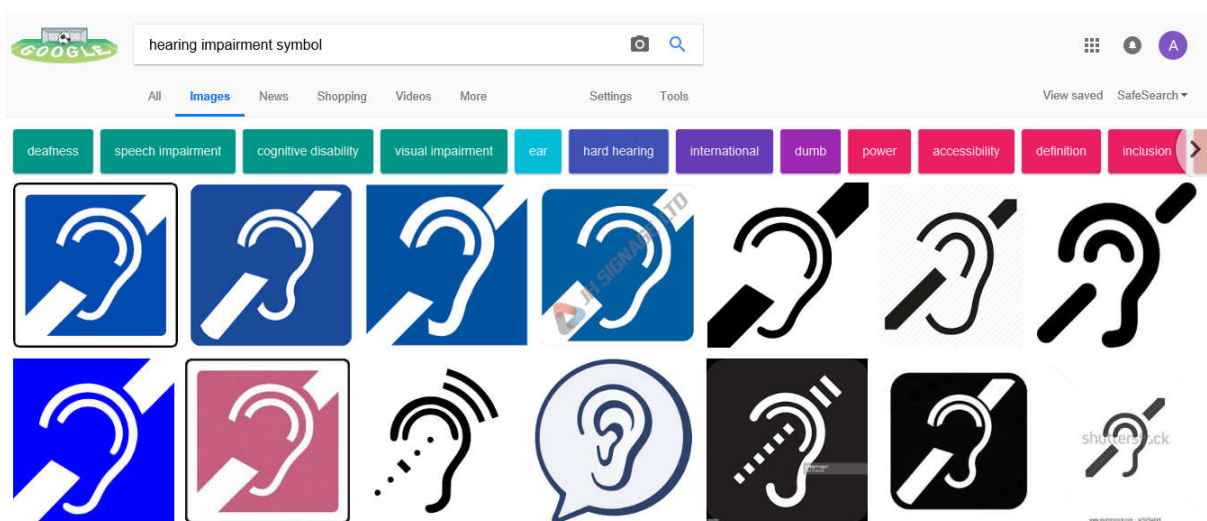 GOOGLE
hearing impairment symbol
A
All Images News Shopping Videos More Settings Tools View saved SafeSearch
deafness speech impairment cognitive disability visual impairment ear hard hearing international dumb power accessibility definition inclusion
JH SIGNAGE LTD
shutterstock